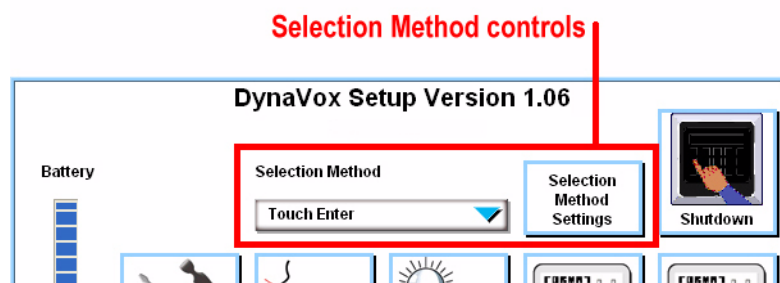 Selection Method controls
DynaVox Setup Version 1.06
Battery
Selection Method
Touch Enter
Selection
Method
Settings
Shutdown